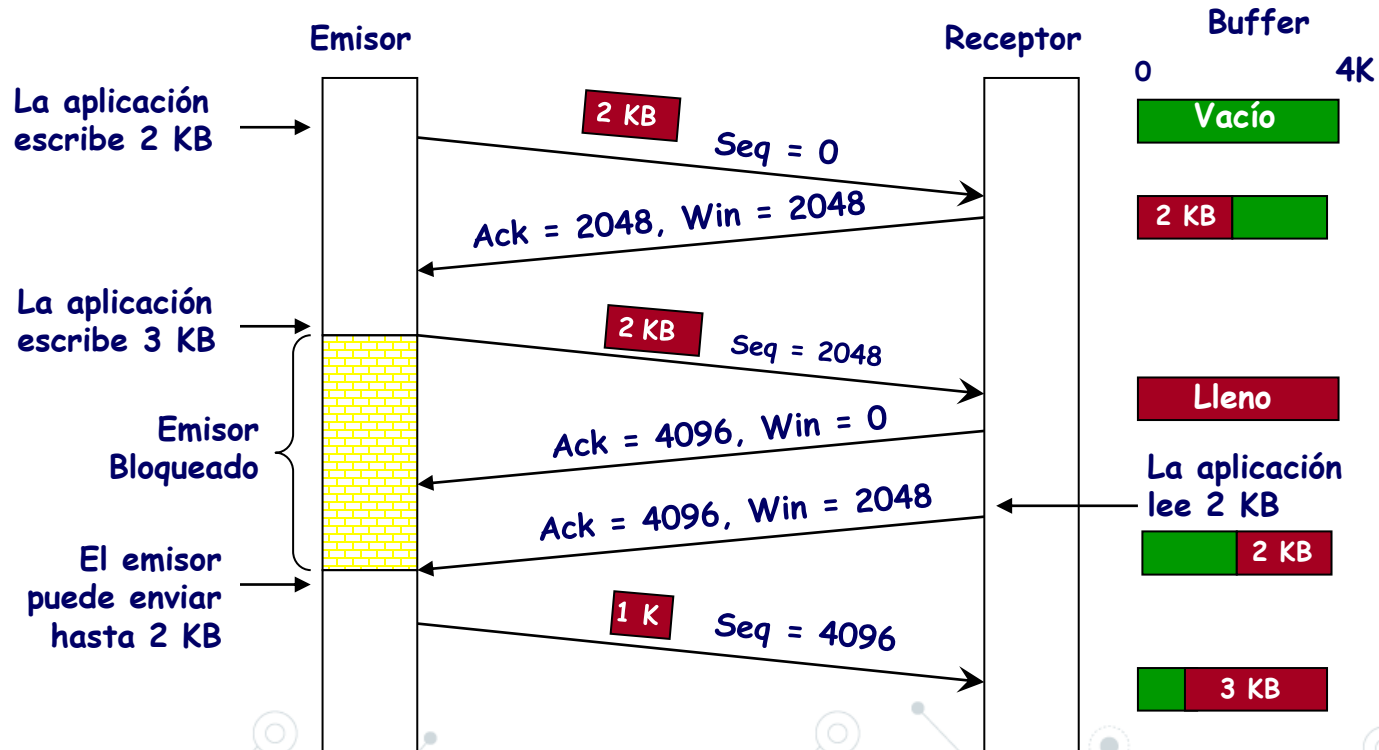 Emisor
Receptor
Buffer
0
4K
La aplicación
escribe 2 KB
2 KB
Seq = 0
Vacío
Ack = 2048, Win = 2048
2 KB
La aplicación
escribe 3 KB
2 KB
Seq = 2048
Lleno
Emisor
Bloqueado
Ack = 4096, Win = 0
La aplicación
lee 2 KB
Ack = 4096, Win = 2048
2 KB
El emisor
puede enviar
hasta 2 KB
1 K
Seq = 4096
3 KB